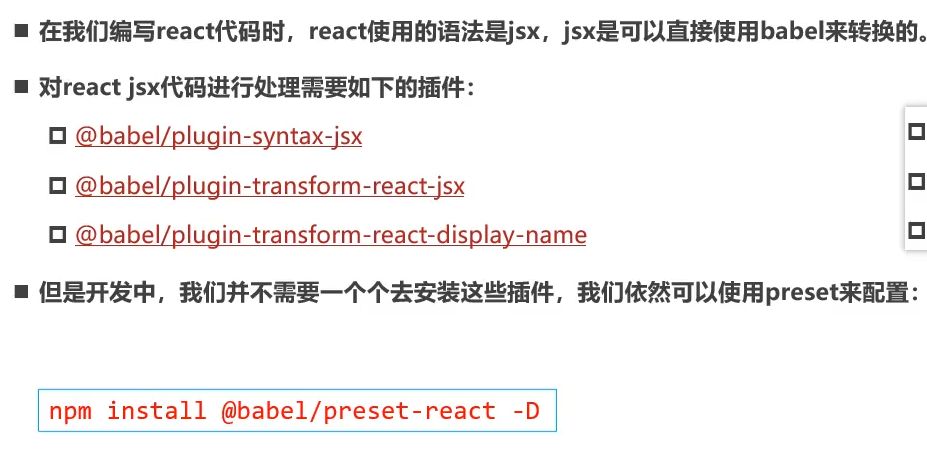 在我们编写react代码时，react使用的语法是jsx，jsx是可以直接使用babel来转换的。
对react jsx代码进行处理需要如下的插件：
@babel/plugin-syntax-jsx
@babel/plugin-transform-react-jsx
@babel/plugin-transform-react-display-name
但是开发中，我们并不需要一个个去安装这些插件，我们依然可以使用preset来配置：
npm install @babel/preset-react -D